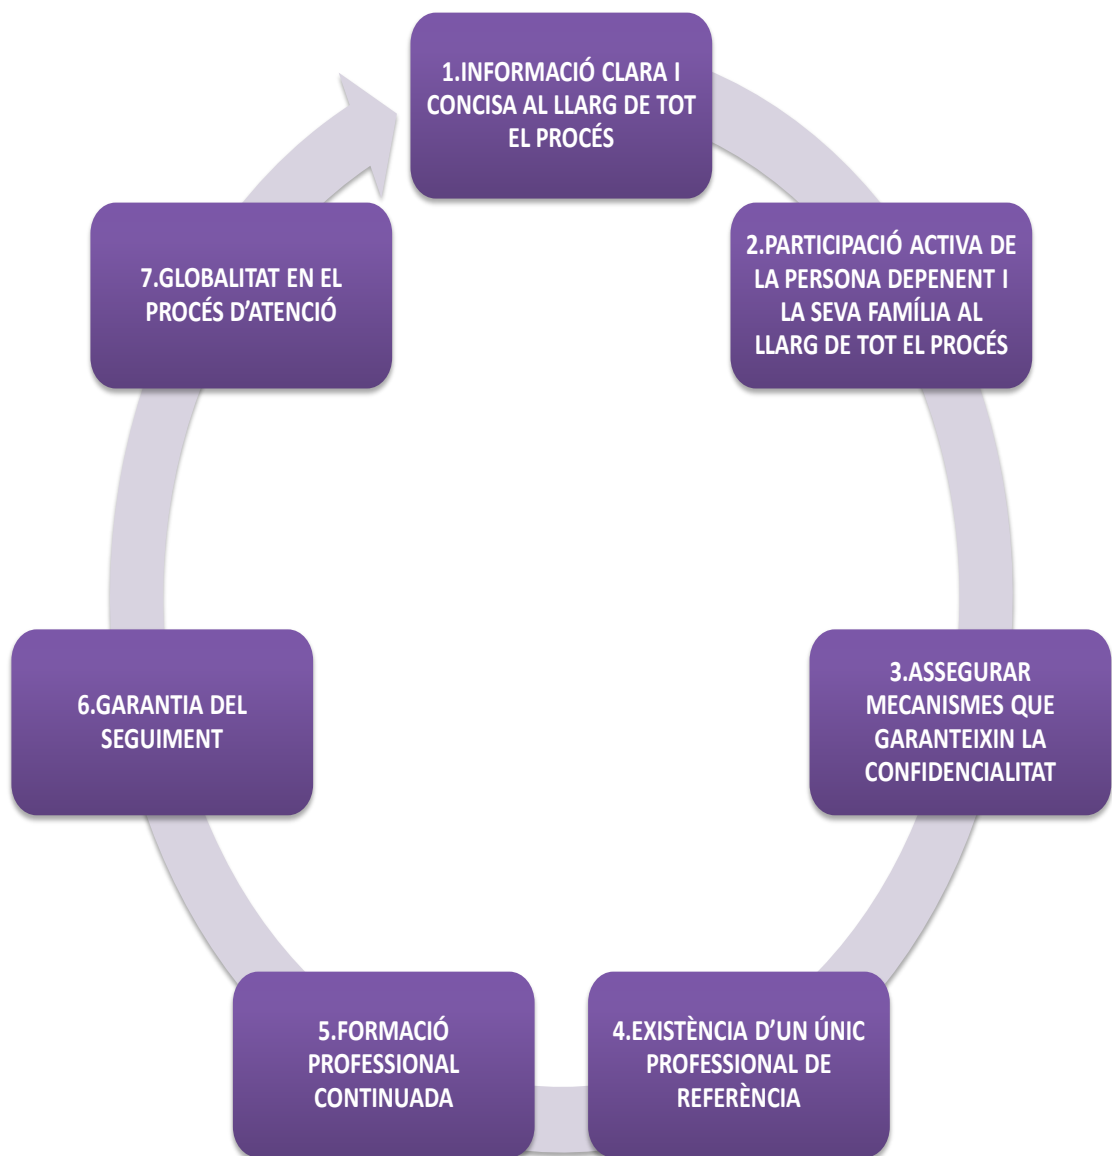 1.INFORMACIÓ CLARA I
CONCISA AL LLARG DE TOT
EL PROCÉS
2.PARTICIPACIÓ ACTIVA DE
LA PERSONA DEPENENT I
LA SEVA FAMÍLIA AL
LLARG DE TOT EL PROCÉS
3.ASSEGURAR
MECANISMES QUE
GARANTEIXIN LA
CONFIDENCIALITAT
4.EXISTÈNCIA D’UN ÚNIC
PROFESSIONAL DE
REFERÈNCIA
5.FORMACIÓ
PROFESSIONAL
CONTINUADA
6.GARANTIA DEL
SEGUIMENT
7.GLOBALITAT EN EL
PROCÉS D’ATENCIÓ